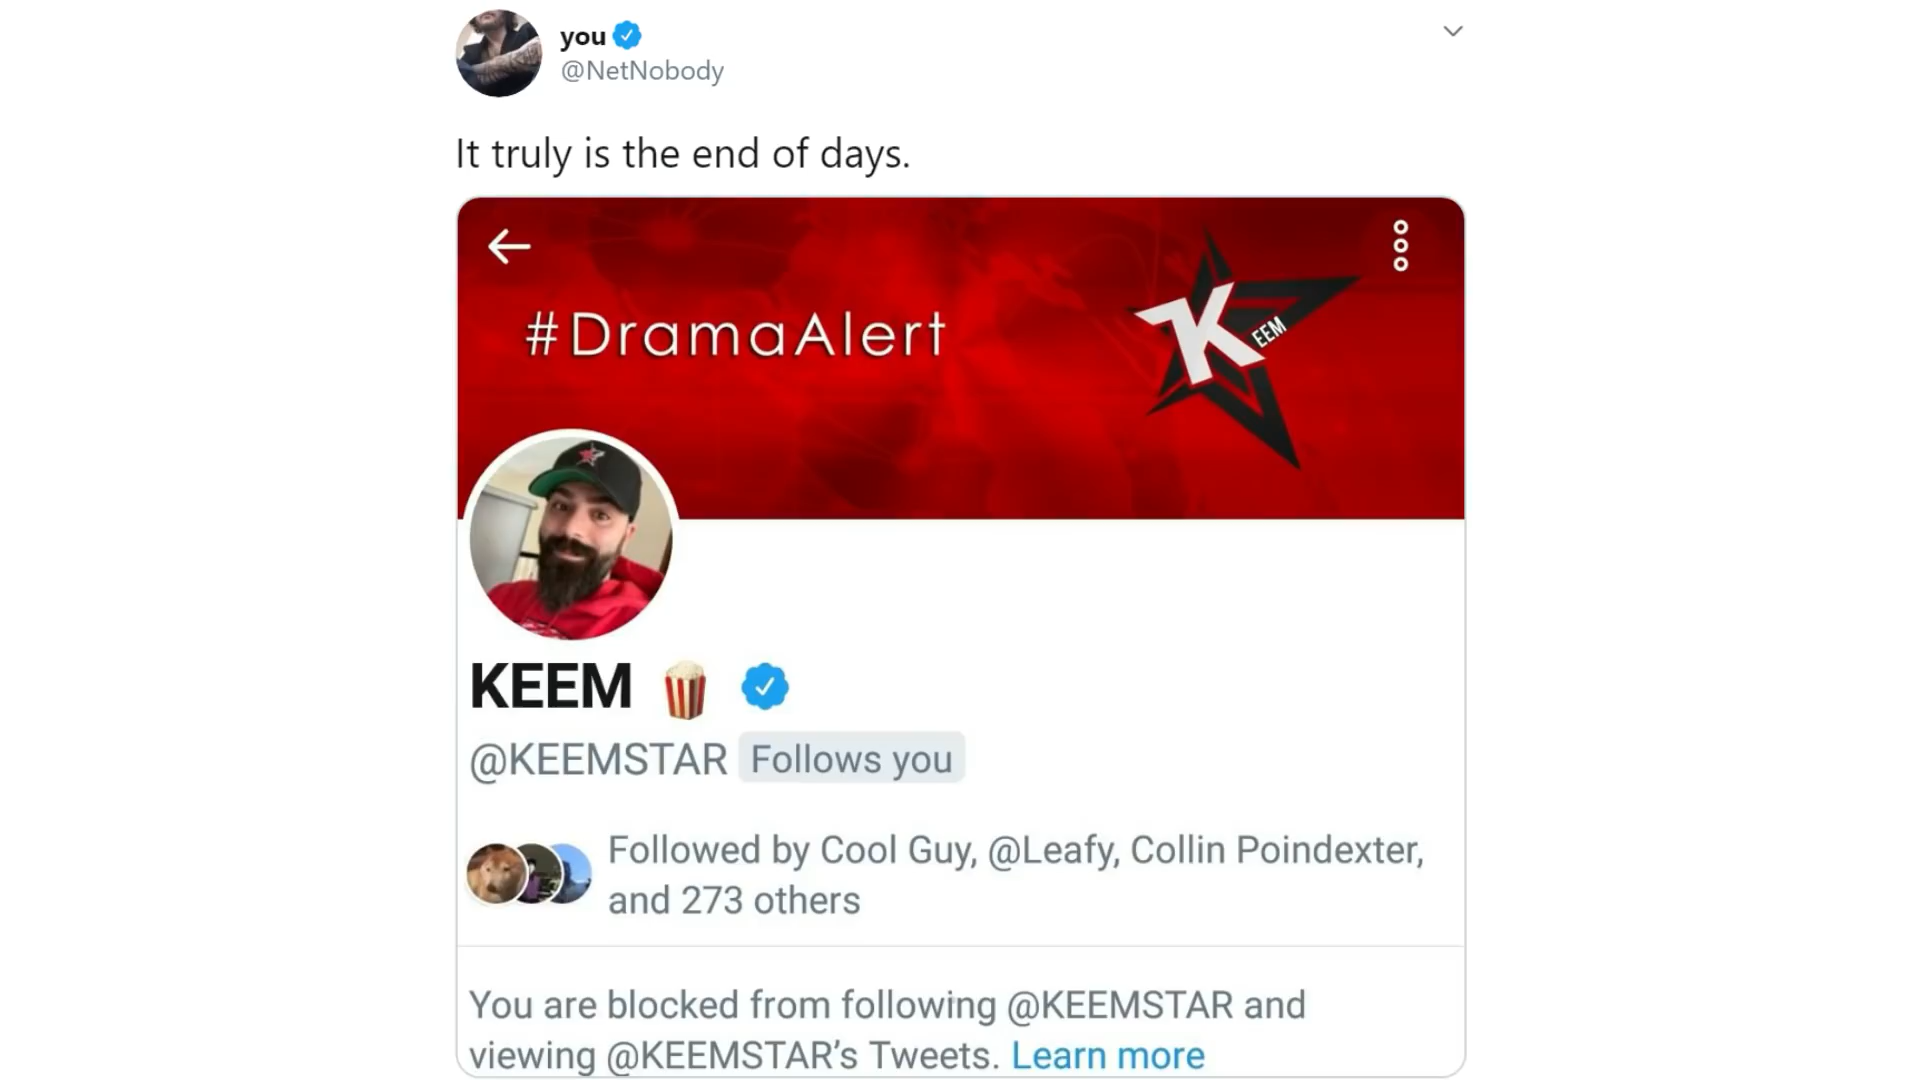 you
@NetNobody
It truly is the end of days.
#DramaAlert
KEEM
KEEM
@KEEMSTAR Follows you
Followed by Cool Guy, @Leafy, Collin Poindexter,
and 273 others
You are blocked from following @KEEMSTAR and
viewing @KEEMSTAR’s Tweets. Learn more